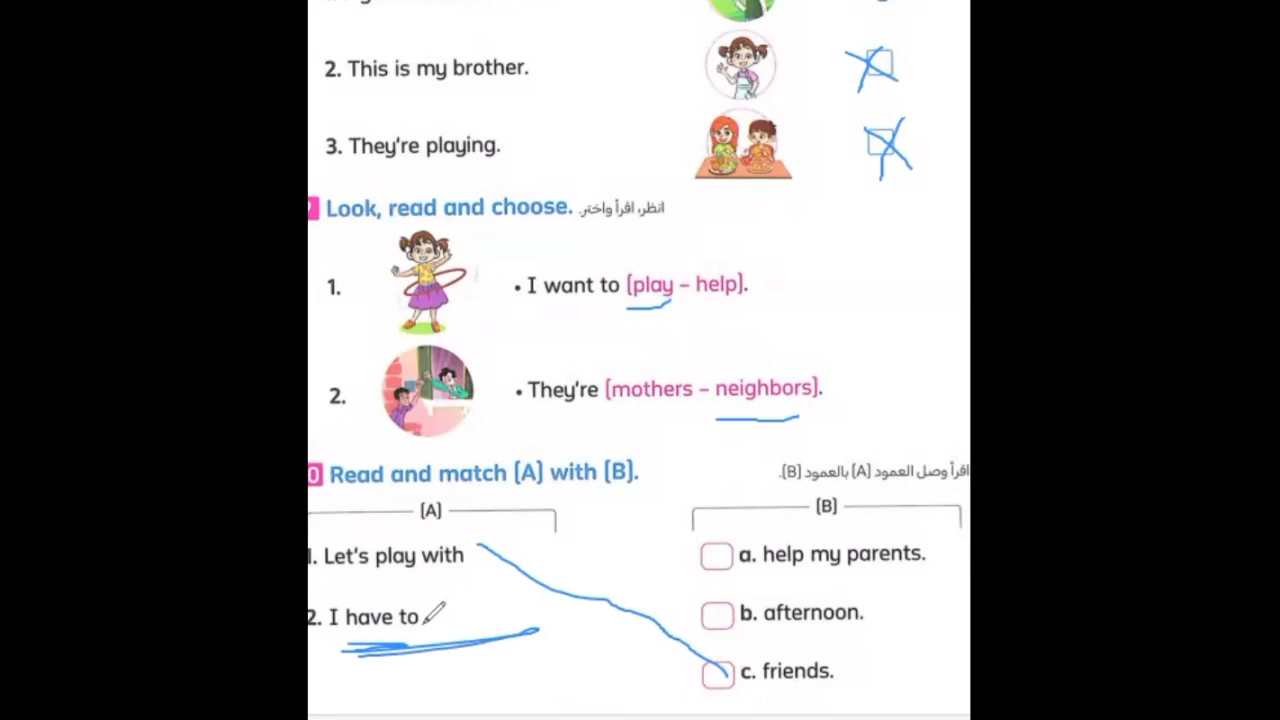 2. This is my brother.
3. They're playing.
Look, read and choose. انظر، اقرأ واختر.
1. • I want to (play – help).
2. • They're (mothers – neighbors).
0 Read and match (A) with (B). اقرأ وصل العمود (A) بالعمود (B).
(A) (B)
1. Let's play with a. help my parents.
2. I have to b. afternoon.
c. friends.